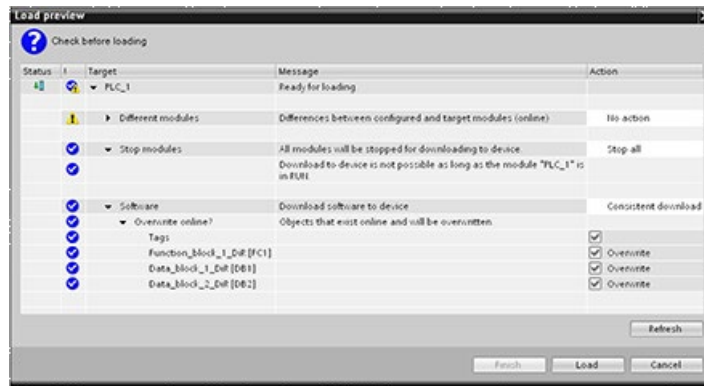 Load preview
Check before loading
Status ! Target Message Action
PLC_1 Ready for loading
Different modules Differences between configured and target modules (online) No action
Stop modules All modules will be stopped for downloading to device. Stop all
Download to device is not possible as long as the module "PLC_1" is
in RUN.
Software Download software to device Consistent download
Overwrite online? Objects that exist online and will be overwritten.
Tags
Function_block_1_Diff [FC1] Overwrite
Data_block_1_Diff [DB1] Overwrite
Data_block_2_Diff [DB2] Overwrite
Refresh
Finish Load Cancel